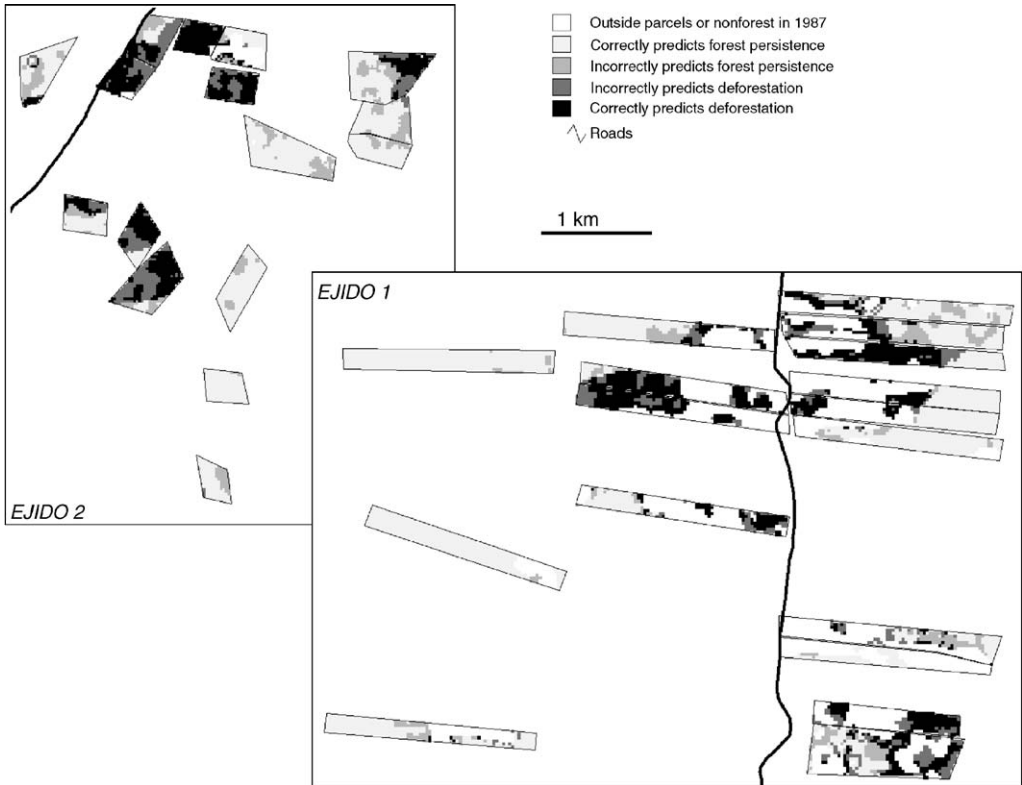 Outside parcels or nonforest in 1987
Correctly predicts forest persistence
Incorrectly predicts forest persistence
Incorrectly predicts deforestation
Correctly predicts deforestation
Roads
1 km
EJIDO 1
EJIDO 2